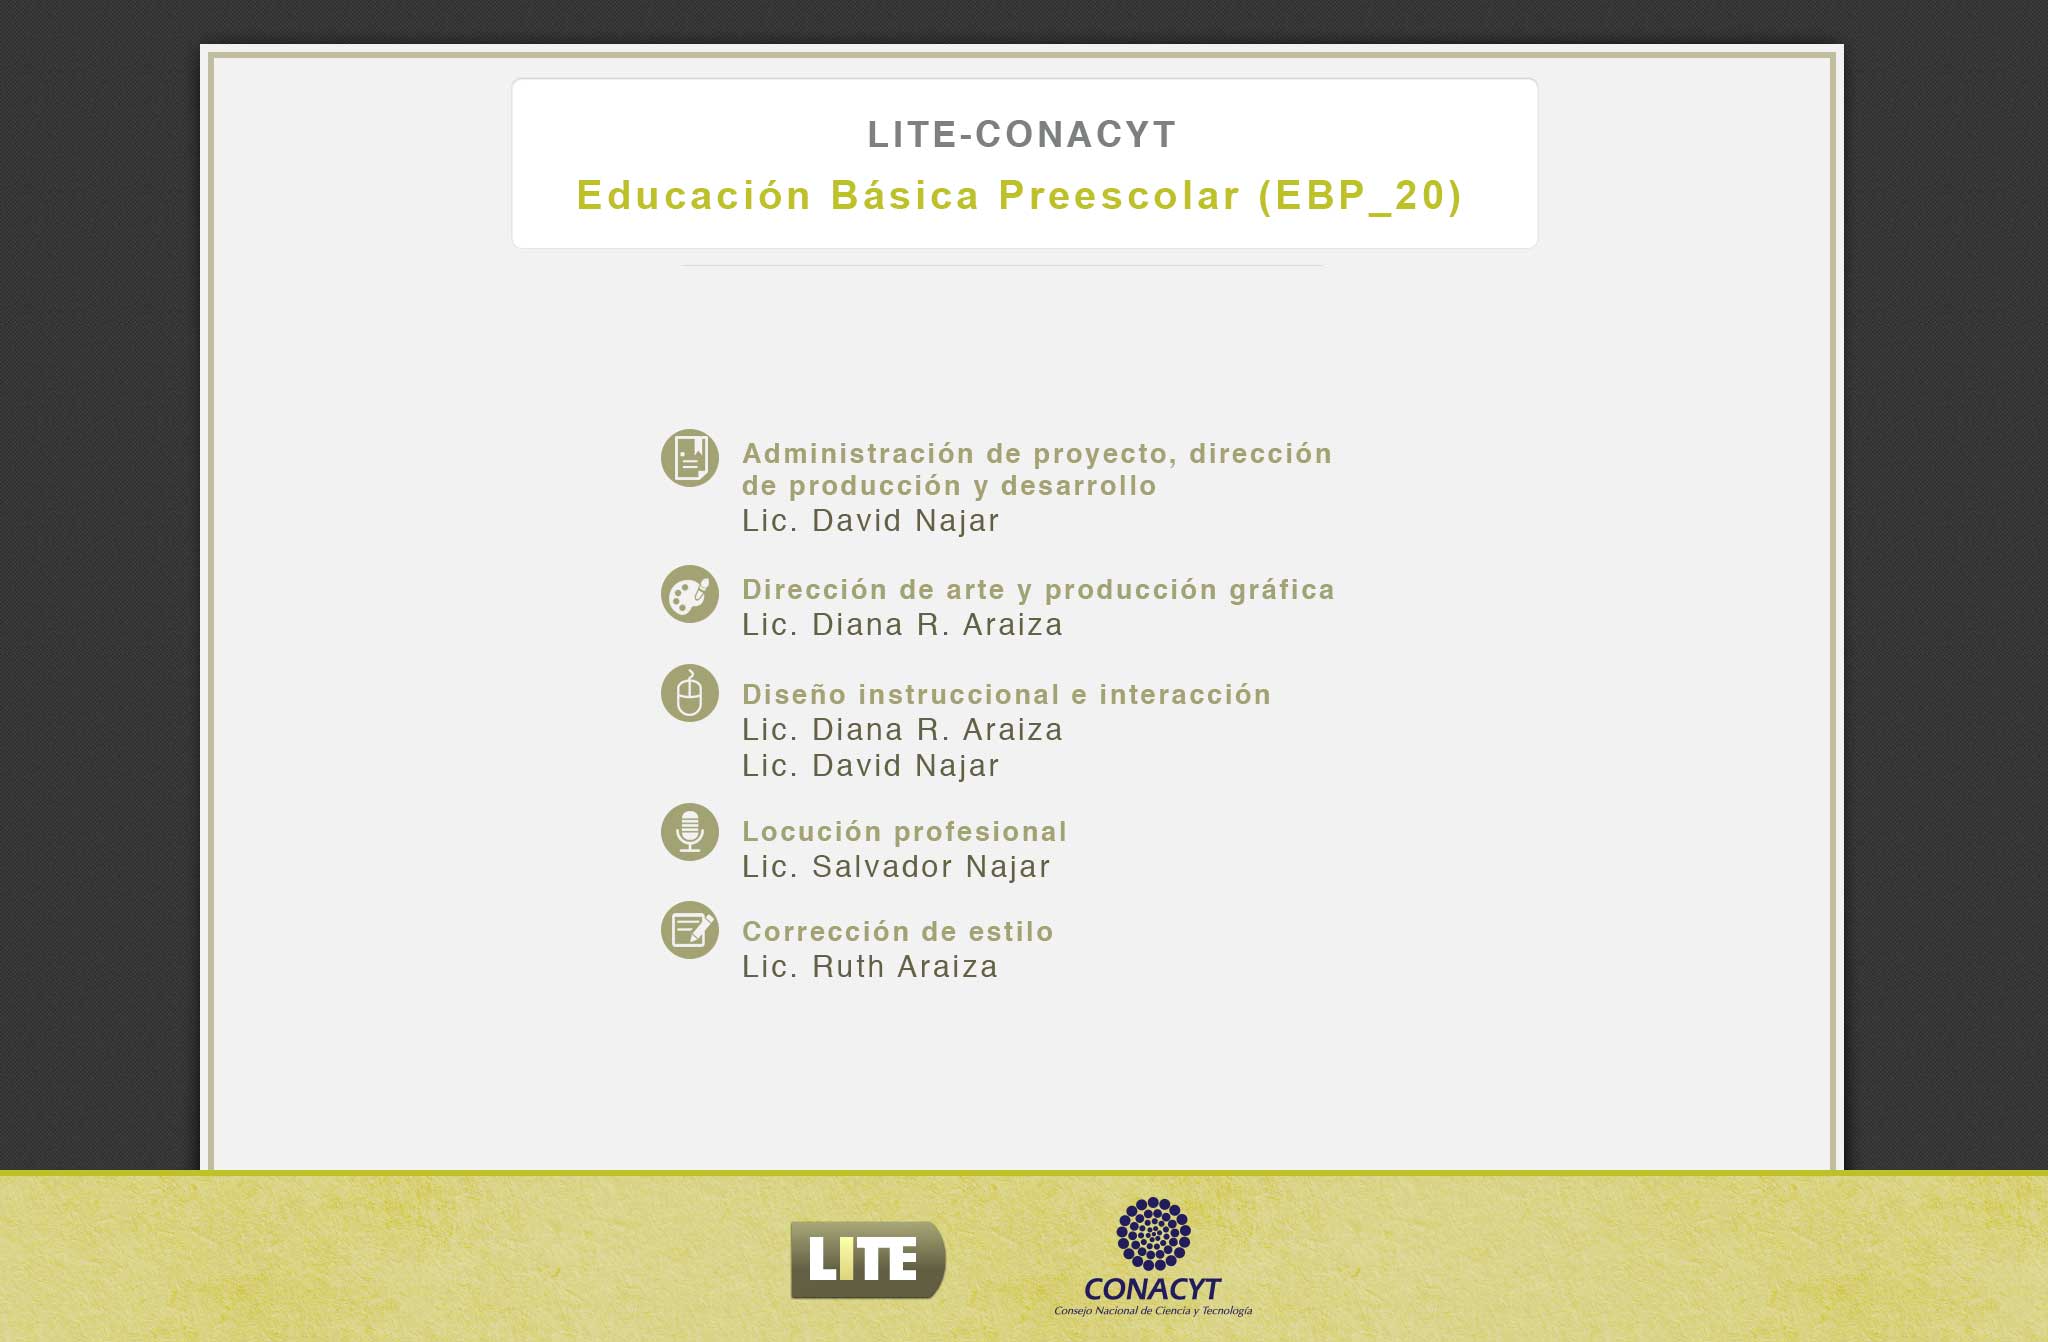 LITE-CONACYT
Educación Básica Preescolar (EBP_20)
Administración de proyecto, dirección
de producción y desarrollo
Lic. David Najar
Dirección de arte y producción gráfica
Lic. Diana R. Araiza
Diseño instruccional e interacción
Lic. Diana R. Araiza
Lic. David Najar
Locución profesional
Lic. Salvador Najar
Corrección de estilo
Lic. Ruth Araiza
LITE
CONACYT
Consejo Nacional de Ciencia y Tecnología